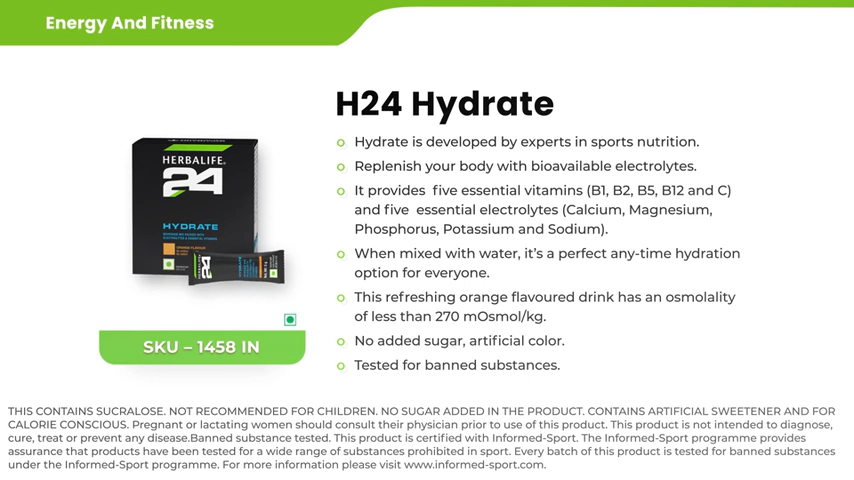 Energy And Fitness
H24 Hydrate
Hydrate is developed by experts in sports nutrition.
Replenish your body with bioavailable electrolytes.
It provides five essential vitamins (B1, B2, B5, B12 and C)
and five essential electrolytes (Calcium, Magnesium,
Phosphorus, Potassium and Sodium).
When mixed with water, it's a perfect any-time hydration
option for everyone.
This refreshing orange flavoured drink has an osmolality
of less than 270 mOsmol/kg.
No added sugar, artificial color.
Tested for banned substances.
HERBALIFE
24
HYDRATE
24
HYDRATE
SKU – 1458 IN
THIS CONTAINS SUCRALOSE. NOT RECOMMENDED FOR CHILDREN. NO SUGAR ADDED IN THE PRODUCT. CONTAINS ARTIFICIAL SWEETENER AND FOR
CALORIE CONSCIOUS. Pregnant or lactating women should consult their physician prior to use of this product. This product is not intended to diagnose,
cure, treat or prevent any disease.Banned substance tested. This product is certified with Informed-Sport. The Informed-Sport programme provides
assurance that products have been tested for a wide range of substances prohibited in sport. Every batch of this product is tested for banned substances
under the Informed-Sport programme. For more information please visit www.informed-sport.com.